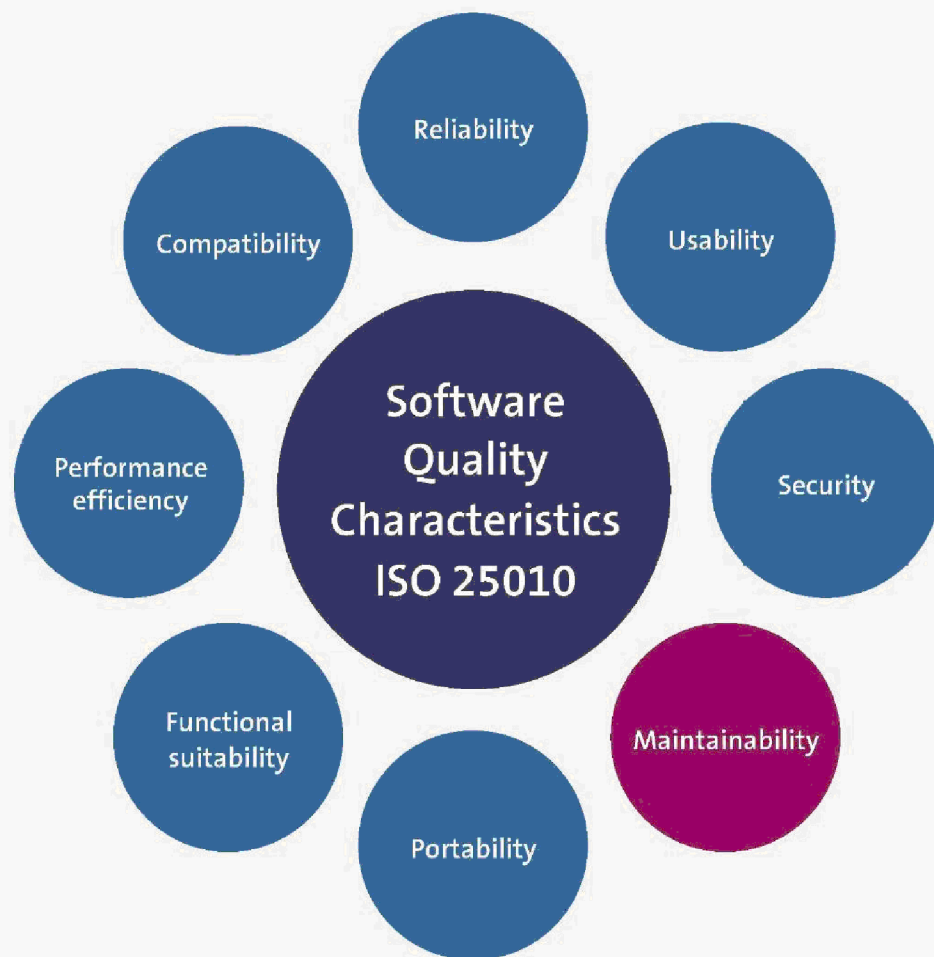 Reliability
Compatibility
Usability
Software
Quality
Characteristics
ISO 25010
Performance
efficiency
Security
Functional
suitability
Maintainability
Portability